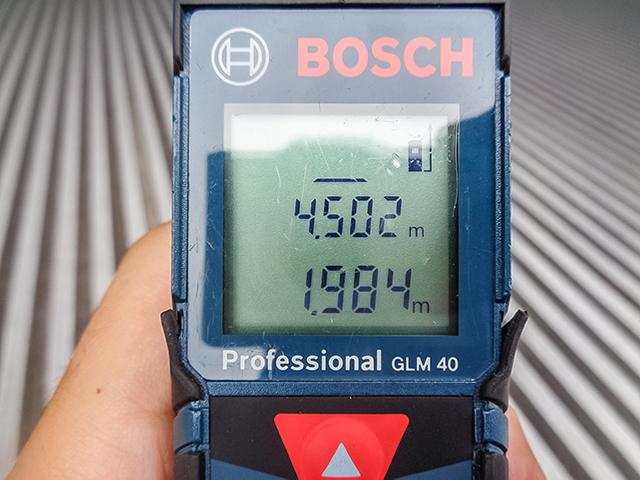 BOSCH
4.502 m
1.984 m
Professional GLM 40